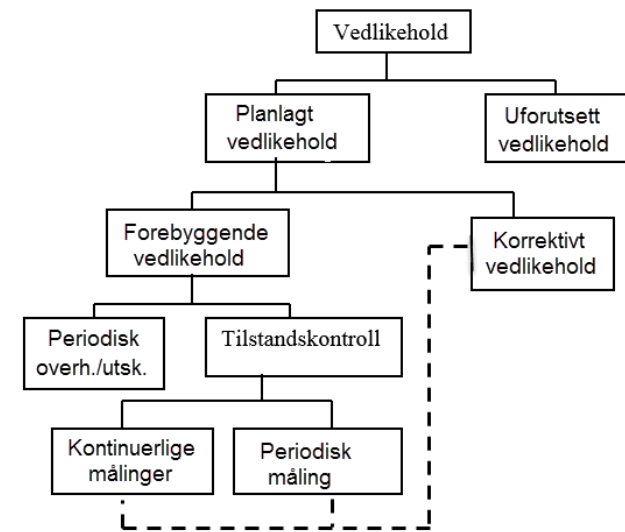 Vedlikehold
Planlagt
vedlikehold
Uforutsett
vedlikehold
Forebyggende
vedlikehold
Korrektivt
vedlikehold
Periodisk
overh./utsk.
Tilstandskontroll
Kontinuerlige
målinger
Periodisk
måling